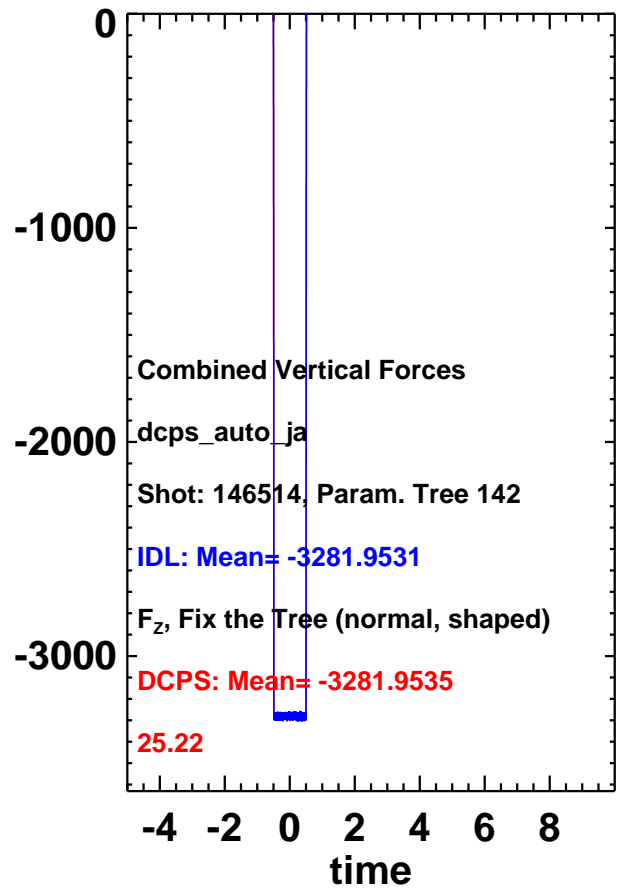 0
-1000
Combined Vertical Forces
dcps_auto_ja
-2000
Shot: 146514, Param. Tree 142
IDL: Mean= -3281.9531
F_Z, Fix the Tree (normal, shaped)
-3000
DCPS: Mean= -3281.9535
25.22
-4 -2 0 2 4 6 8
time